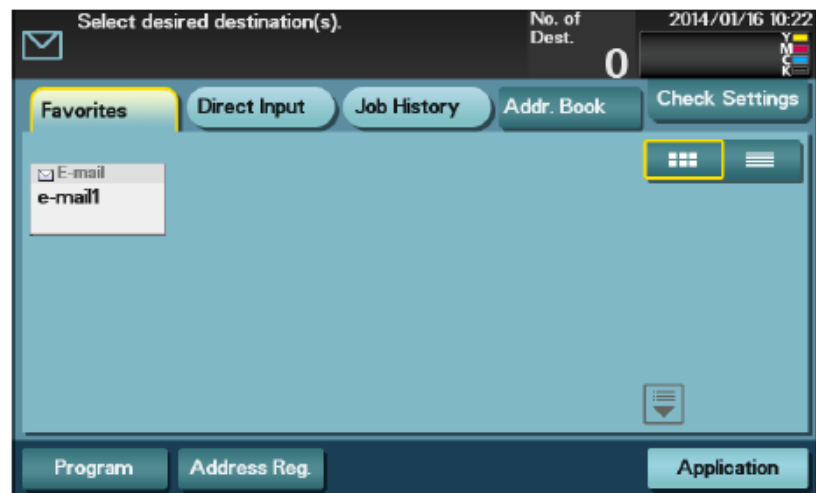 Select desired destination(s).
No. of
Dest.
0
2014/01/16 10:22
Y
M
C
K
Favorites
Direct Input
Job History
Addr. Book
Check Settings
E-mail
e-mail1
Program
Address Reg.
Application